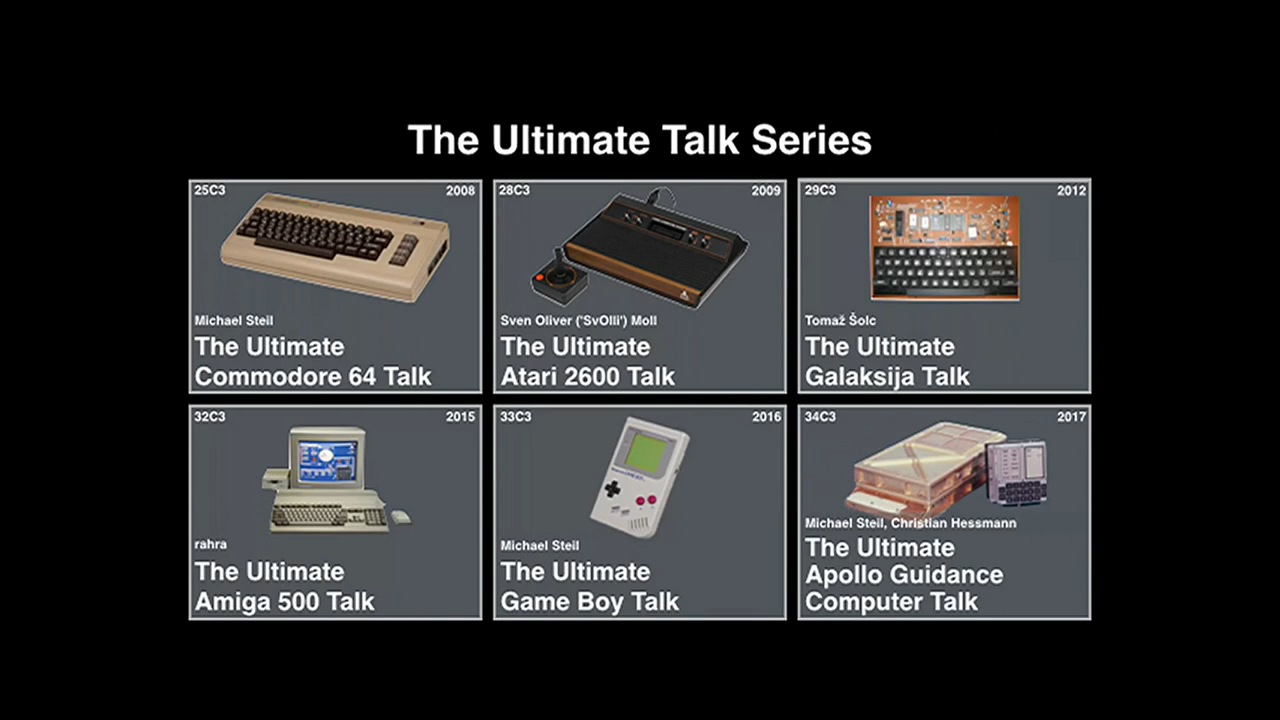 The Ultimate Talk Series
25C3 2008
Michael Steil
The Ultimate
Commodore 64 Talk
28C3 2009
Sven Oliver ('SvOlli') Moll
The Ultimate
Atari 2600 Talk
29C3 2012
Tomaž Šolc
The Ultimate
Galaksija Talk
32C3 2015
rahra
The Ultimate
Amiga 500 Talk
33C3 2016
Michael Steil
The Ultimate
Game Boy Talk
34C3 2017
Michael Steil, Christian Hessmann
The Ultimate
Apollo Guidance
Computer Talk